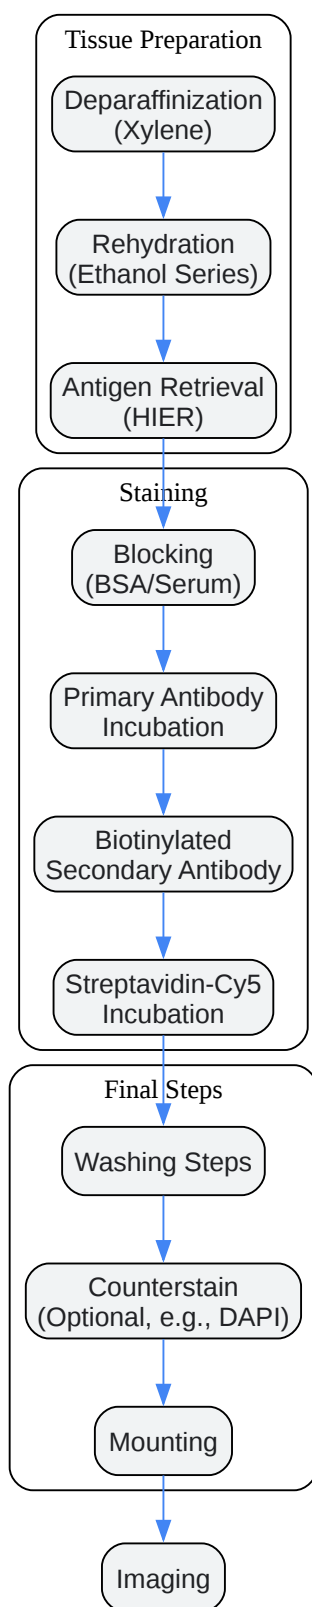 Tissue Preparation
Deparaffinization
(Xylene)
Rehydration
(Ethanol Series)
Antigen Retrieval
(HIER)
Staining
Blocking
(BSA/Serum)
Primary Antibody
Incubation
Biotinylated
Secondary Antibody
Streptavidin-Cy5
Incubation
Final Steps
Washing Steps
Counterstain
(Optional, e.g., DAPI)
Mounting
Imaging